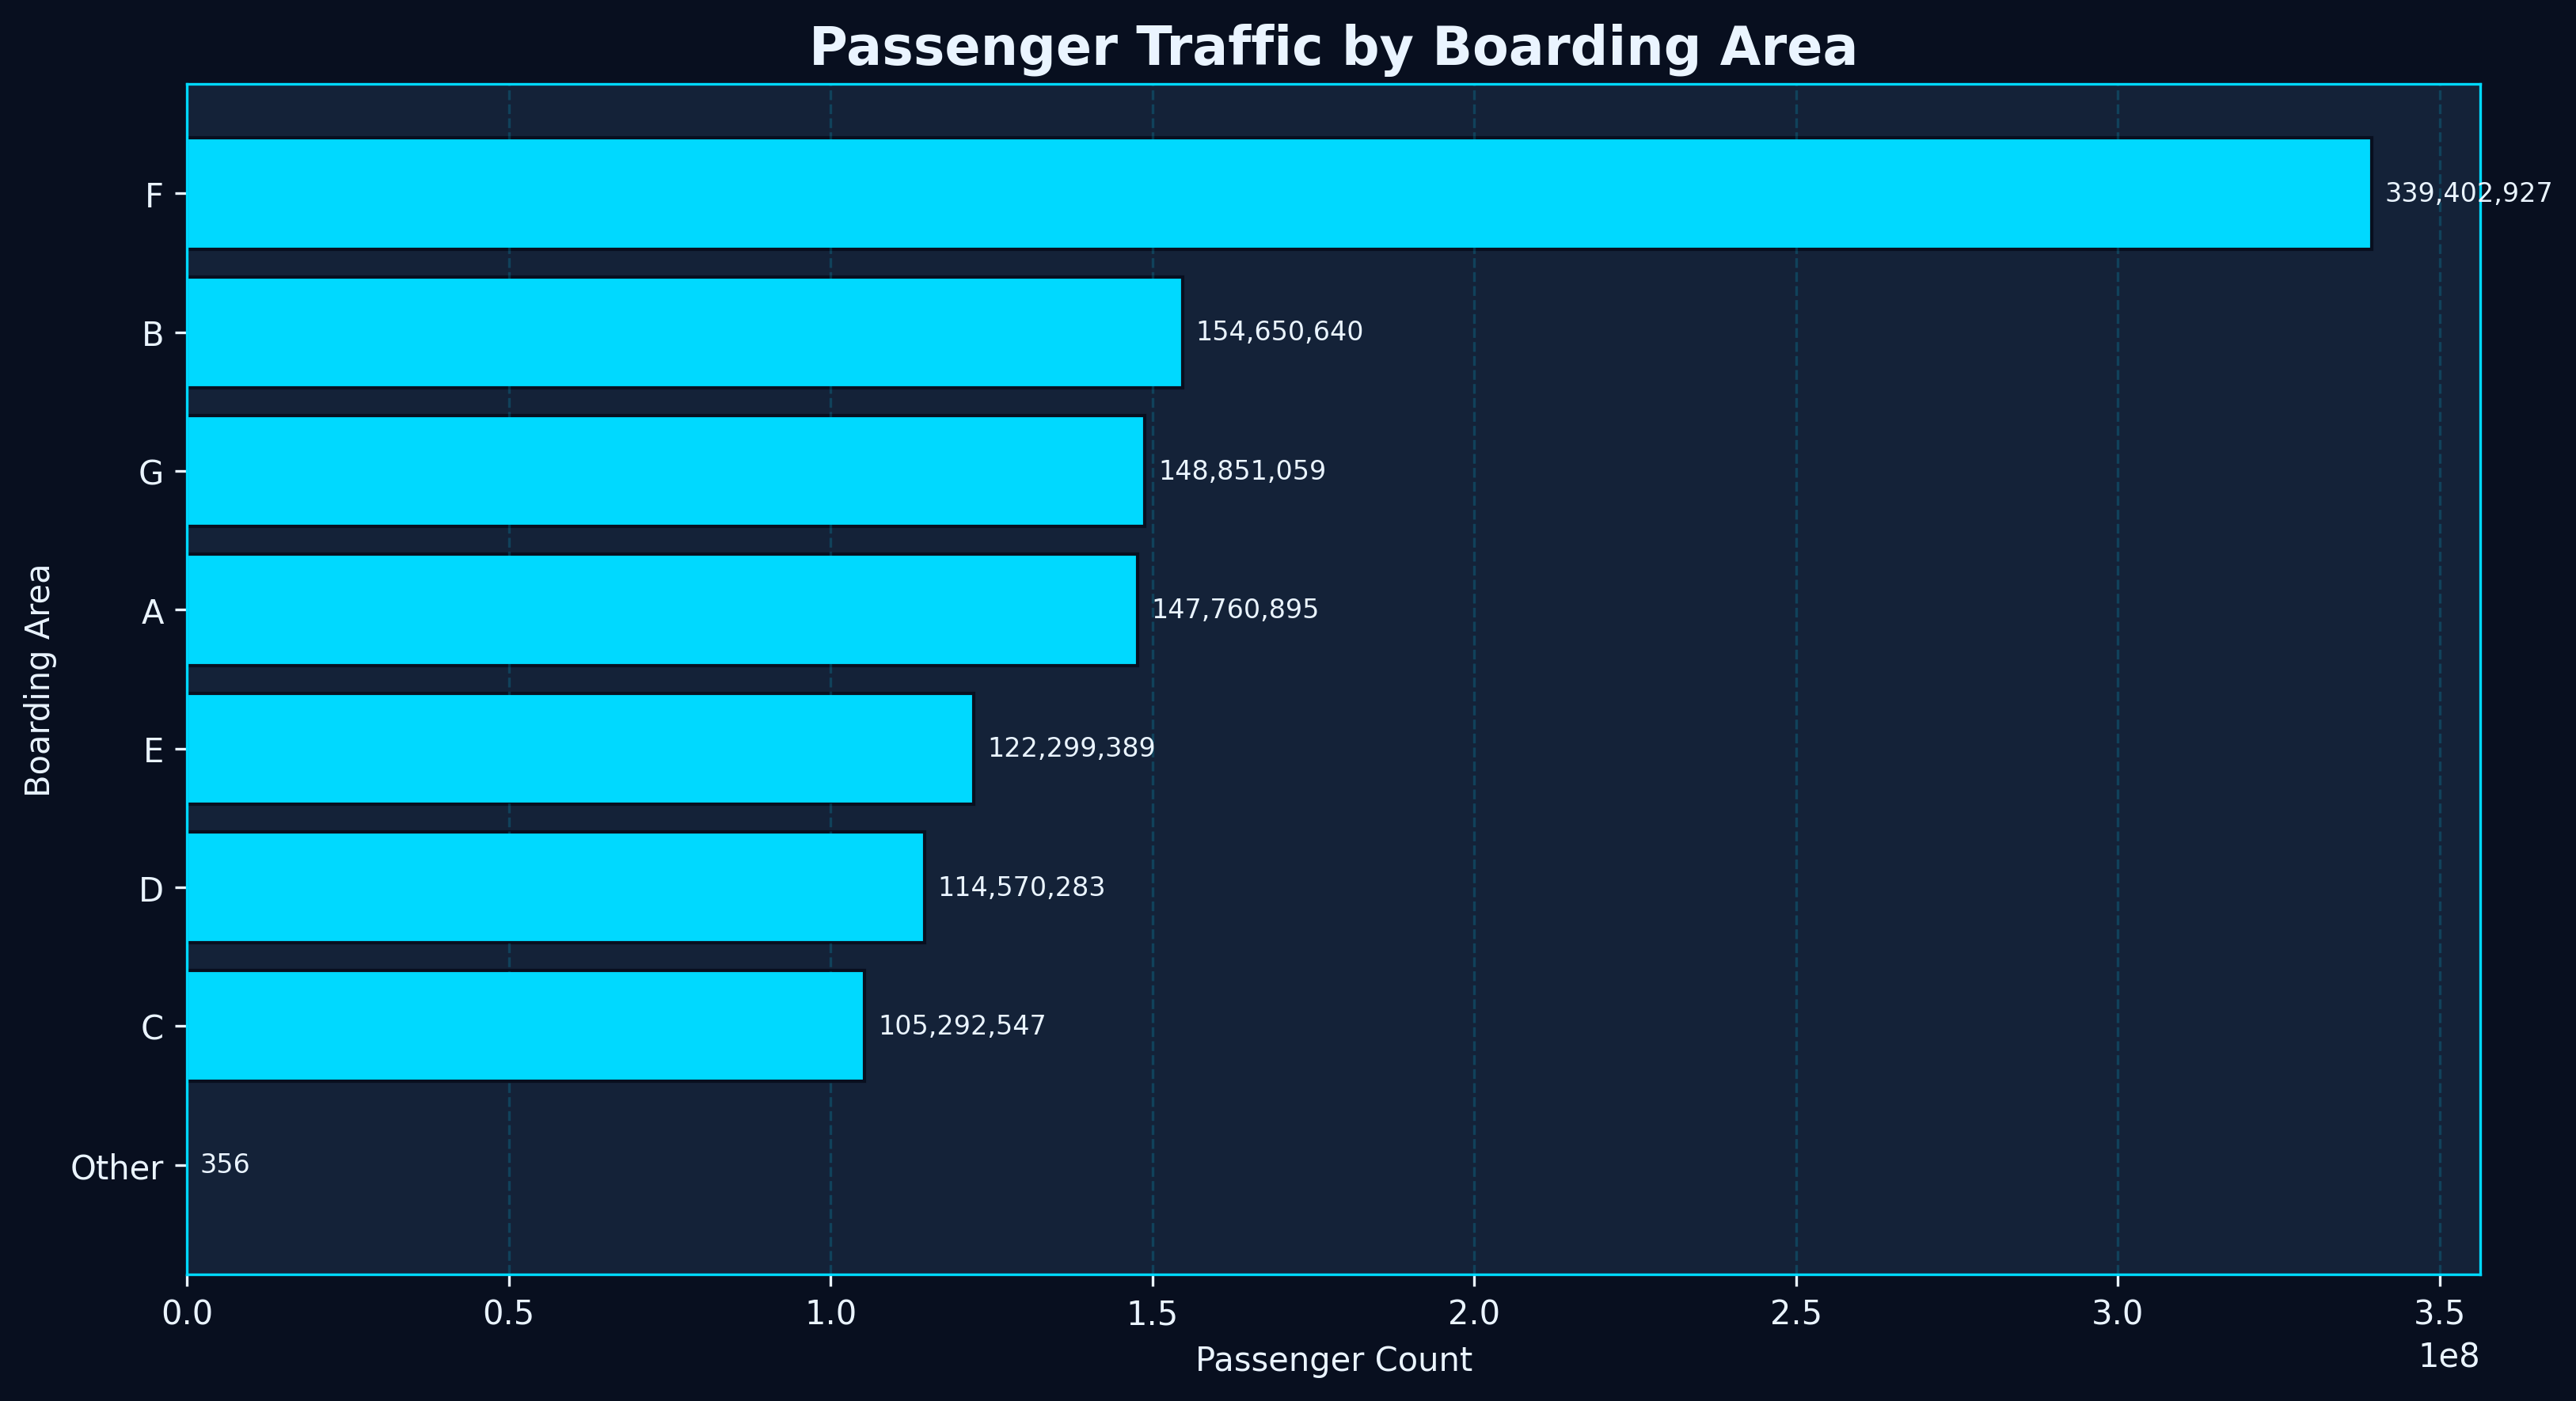 Passenger Traffic by Boarding Area
Boarding Area
F
339,402,927
B
154,650,640
G
148,851,059
A
147,760,895
E
122,299,389
D
114,570,283
C
105,292,547
Other
356
0.0 0.5 1.0 1.5 2.0 2.5 3.0 3.5
1e8
Passenger Count